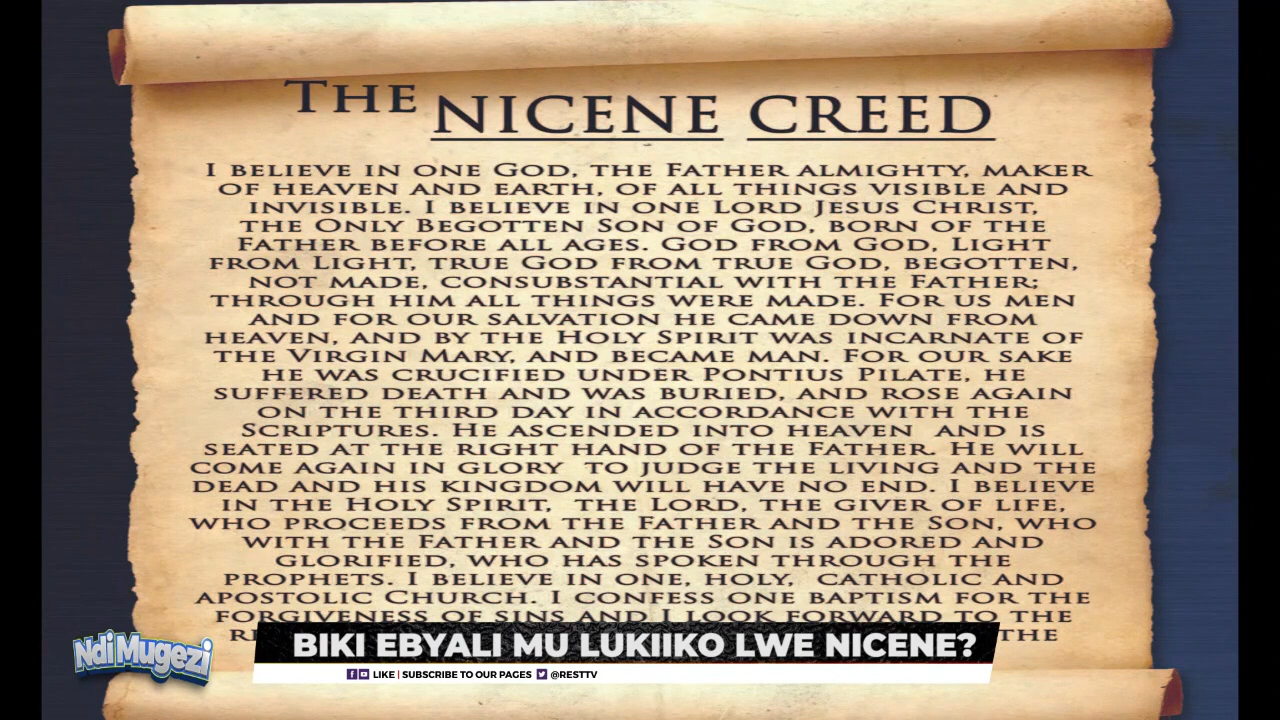 THE NICENE CREED
I BELIEVE IN ONE GOD, THE FATHER ALMIGHTY, MAKER
OF HEAVEN AND EARTH, OF ALL THINGS VISIBLE AND
INVISIBLE. I BELIEVE IN ONE LORD JESUS CHRIST,
THE ONLY BEGOTTEN SON OF GOD, BORN OF THE
FATHER BEFORE ALL AGES. GOD FROM GOD, LIGHT
FROM LIGHT, TRUE GOD FROM TRUE GOD, BEGOTTEN,
NOT MADE, CONSUBSTANTIAL WITH THE FATHER;
THROUGH HIM ALL THINGS WERE MADE. FOR US MEN
AND FOR OUR SALVATION HE CAME DOWN FROM
HEAVEN, AND BY THE HOLY SPIRIT WAS INCARNATE OF
THE VIRGIN MARY, AND BECAME MAN. FOR OUR SAKE
HE WAS CRUCIFIED UNDER PONTIUS PILATE, HE
SUFFERED DEATH AND WAS BURIED, AND ROSE AGAIN
ON THE THIRD DAY IN ACCORDANCE WITH THE
SCRIPTURES. HE ASCENDED INTO HEAVEN AND IS
SEATED AT THE RIGHT HAND OF THE FATHER. HE WILL
COME AGAIN IN GLORY TO JUDGE THE LIVING AND THE
DEAD AND HIS KINGDOM WILL HAVE NO END. I BELIEVE
IN THE HOLY SPIRIT, THE LORD, THE GIVER OF LIFE,
WHO PROCEEDS FROM THE FATHER AND THE SON, WHO
WITH THE FATHER AND THE SON IS ADORED AND
GLORIFIED, WHO HAS SPOKEN THROUGH THE
PROPHETS. I BELIEVE IN ONE, HOLY, CATHOLIC AND
APOSTOLIC CHURCH. I CONFESS ONE BAPTISM FOR THE
FORGIVENESS OF SINS AND I LOOK FORWARD TO THE
THE
BIKI EBYALI MU LUKIIKO LWE NICENE?
LIKE | SUBSCRIBE TO OUR PAGES @RESTTV
Ndi Mugezi